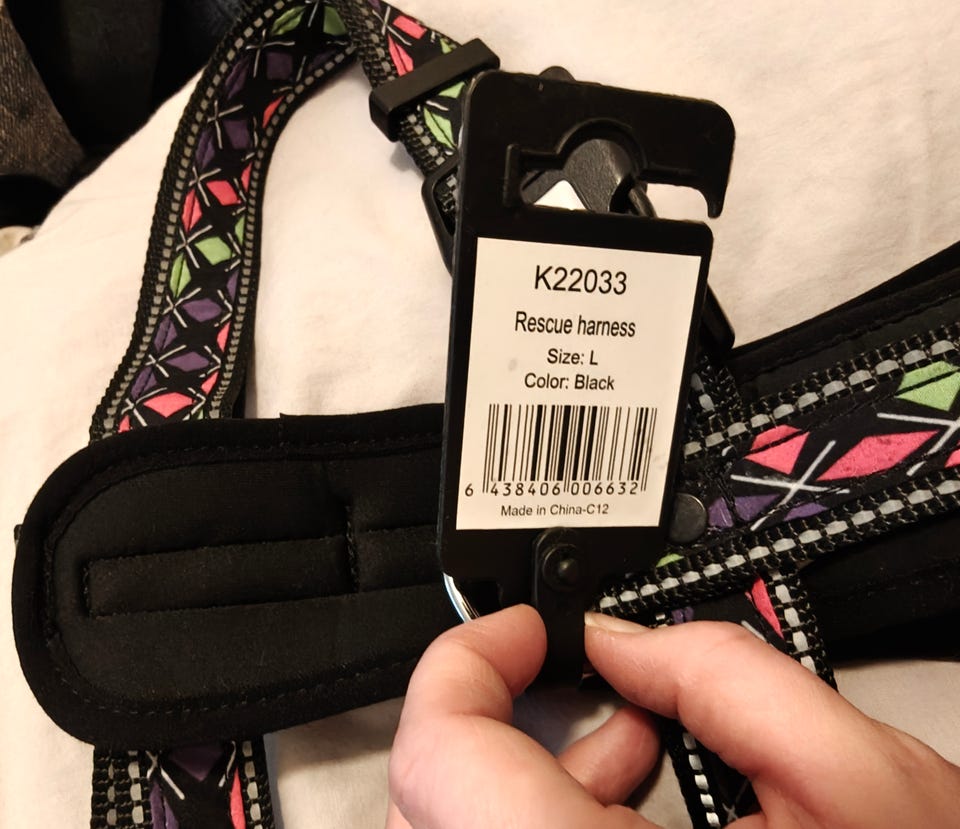 K22033
Rescue harness
Size: L
Color: Black
6 438406 006632
Made in China-C12